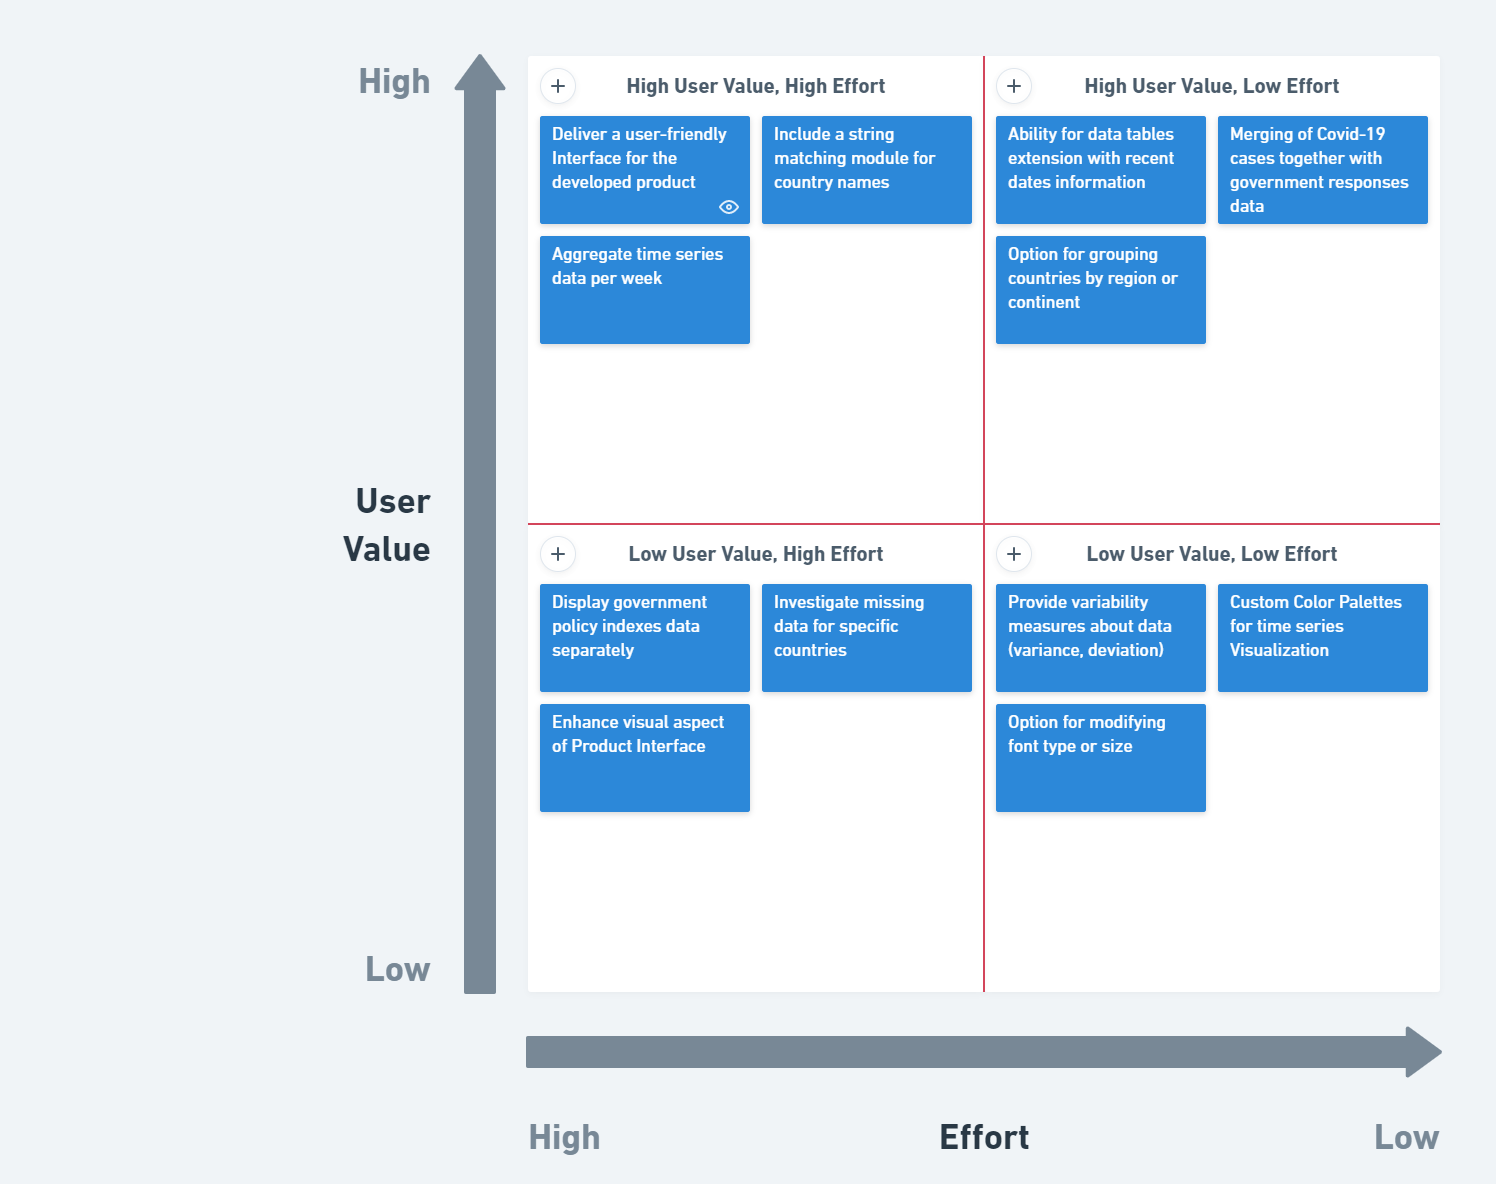 High
High User Value, High Effort
Deliver a user-friendly
Interface for the
developed product
Include a string
matching module for
country names
Aggregate time series
data per week
High User Value, Low Effort
Ability for data tables
extension with recent
dates information
Merging of Covid-19
cases together with
government responses
data
Option for grouping
countries by region or
continent
User
Value
Low User Value, High Effort
Display government
policy indexes data
separately
Investigate missing
data for specific
countries
Enhance visual aspect
of Product Interface
Low User Value, Low Effort
Provide variability
measures about data
(variance, deviation)
Custom Color Palettes
for time series
Visualization
Option for modifying
font type or size
Low
High
Effort
Low